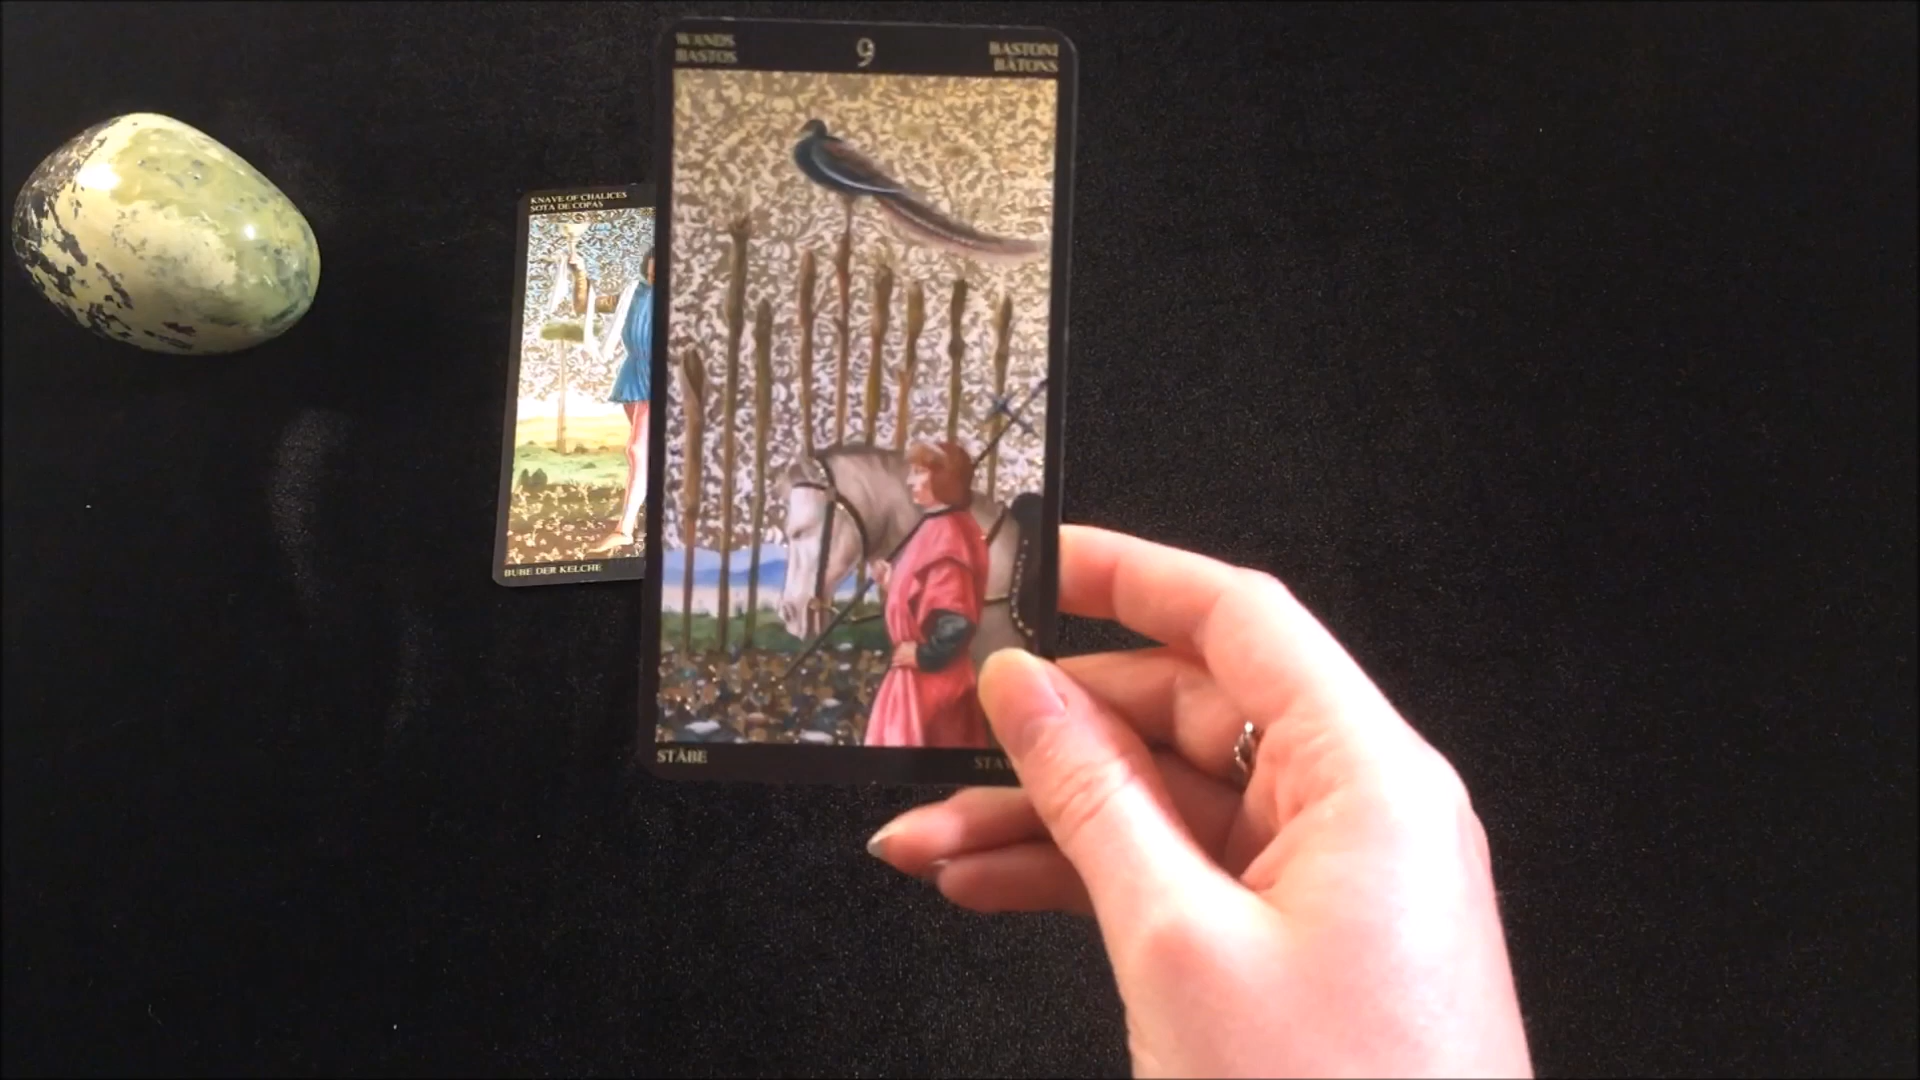 WANDS
BASTOS
9
BASTONI
BÂTONS
KNAVE OF CHALICES
SOTA DE COPAS
BUBE DER KELCHE
STÄBE